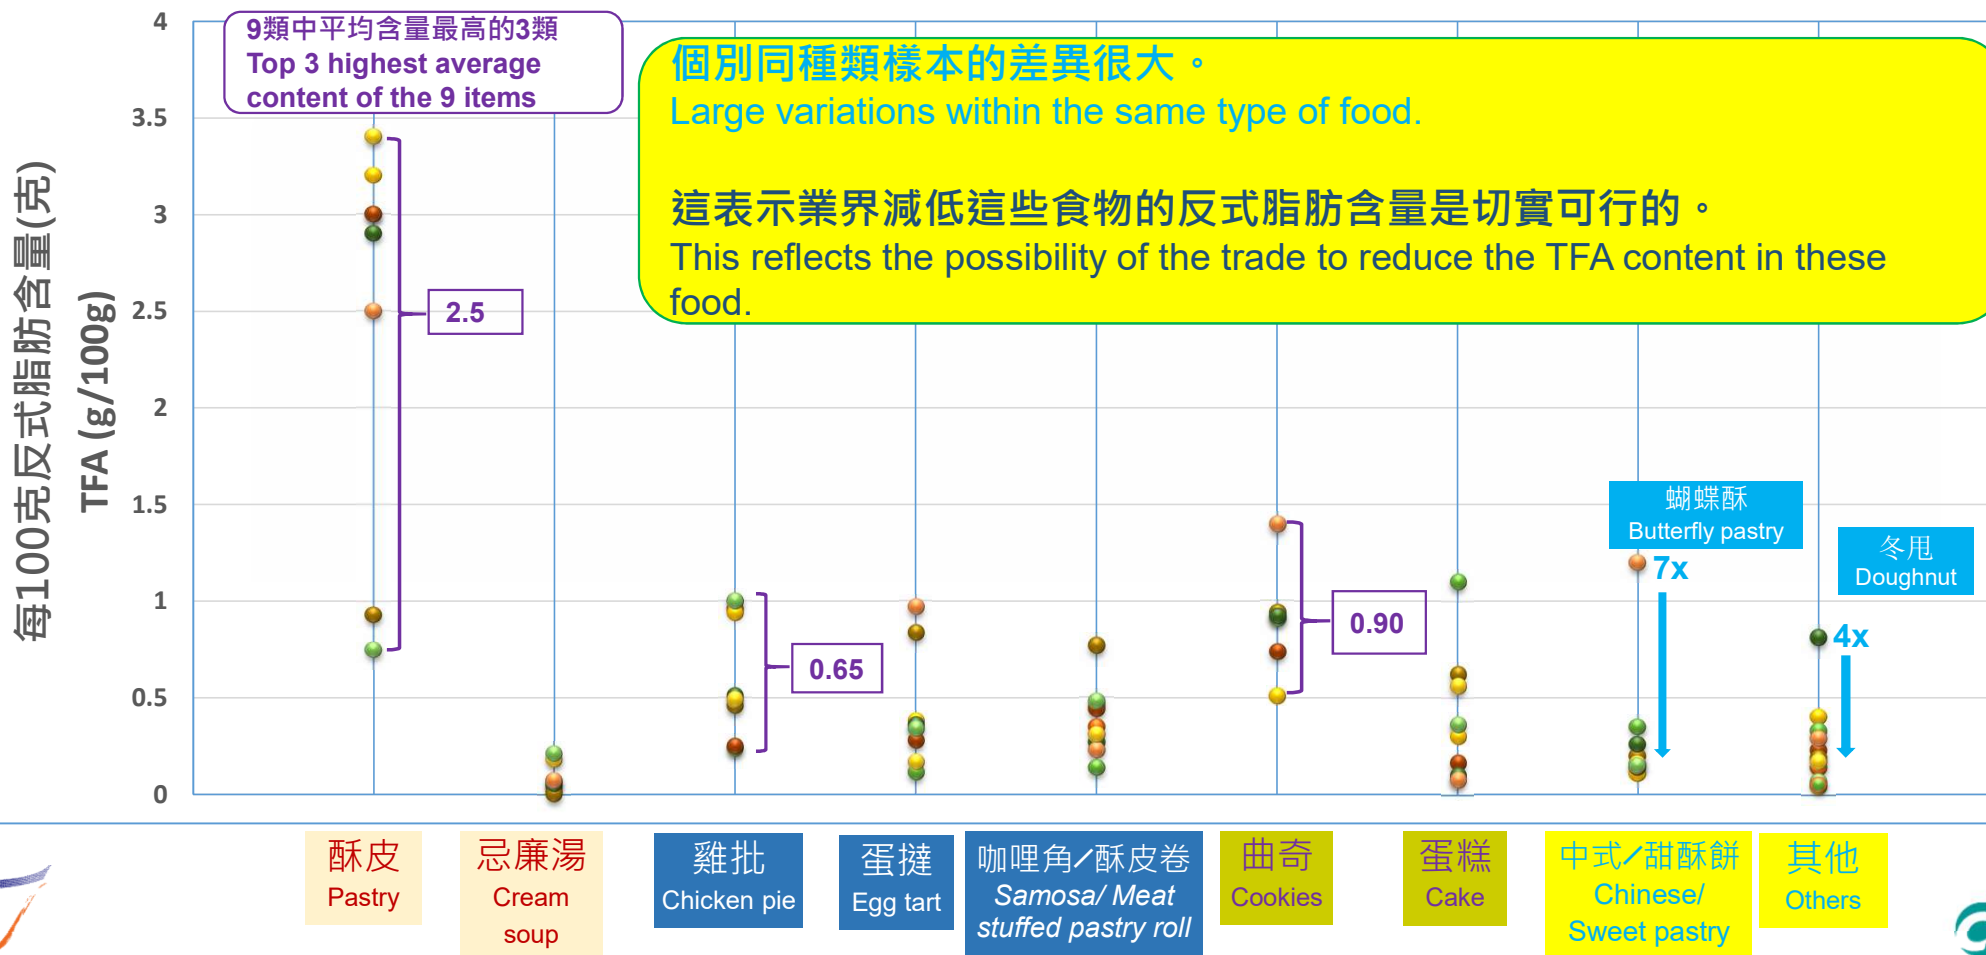 9類中平均含量最高的3類
Top 3 highest average
content of the 9 items
個別同種類樣本的差異很大。
Large variations within the same type of food.
這表示業界減低這些食物的反式脂肪含量是切實可行的。
This reflects the possibility of the trade to reduce the TFA content in these
food.
每100克反式脂肪含量(克)
TFA (g/100g)
4
3.5
3
2.5
2
1.5
1
0.5
0
2.5
0.65
0.90
蝴蝶酥
Butterfly pastry
7x
冬甩
Doughnut
4x
酥皮
Pastry
忌廉湯
Cream
soup
雞批
Chicken pie
蛋撻
Egg tart
咖哩角/酥皮卷
Samosa/ Meat
stuffed pastry roll
曲奇
Cookies
蛋糕
Cake
中式/甜酥餅
Chinese/
Sweet pastry
其他
Others